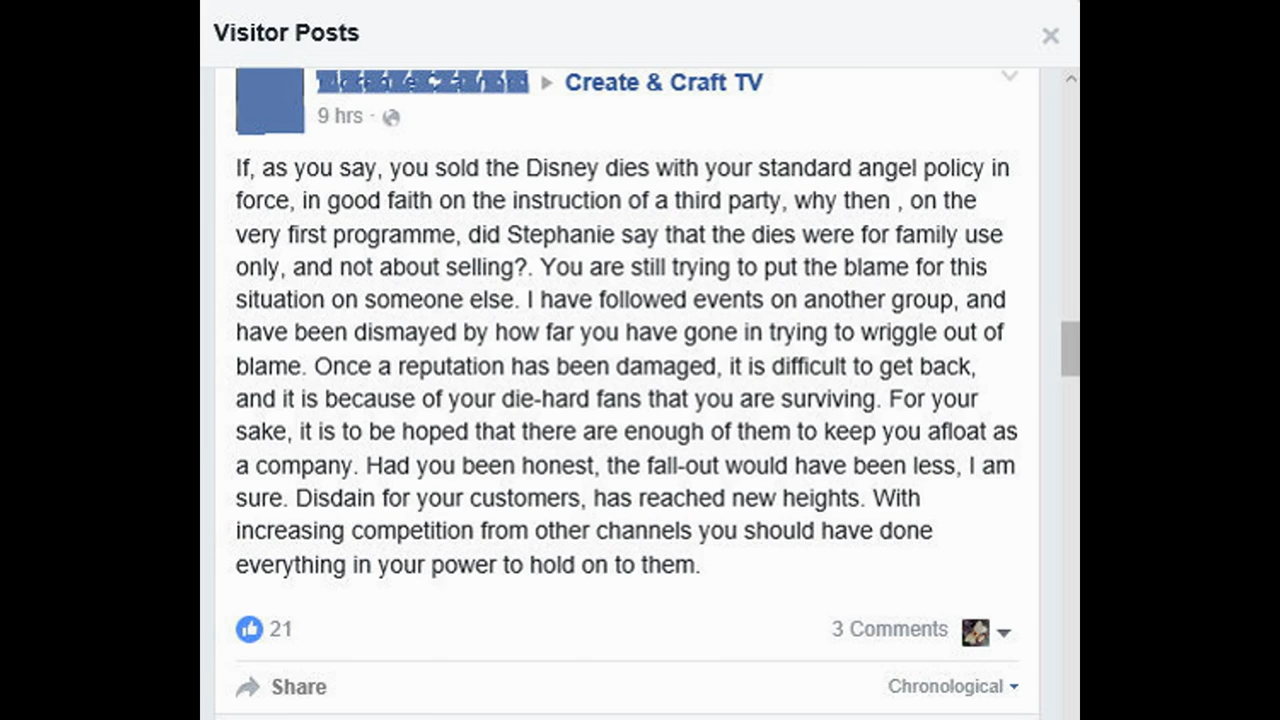 Visitor Posts
Create & Craft TV
9 hrs ·
If, as you say, you sold the Disney dies with your standard angel policy in
force, in good faith on the instruction of a third party, why then , on the
very first programme, did Stephanie say that the dies were for family use
only, and not about selling?. You are still trying to put the blame for this
situation on someone else. I have followed events on another group, and
have been dismayed by how far you have gone in trying to wriggle out of
blame. Once a reputation has been damaged, it is difficult to get back,
and it is because of your die-hard fans that you are surviving. For your
sake, it is to be hoped that there are enough of them to keep you afloat as
a company. Had you been honest, the fall-out would have been less, I am
sure. Disdain for your customers, has reached new heights. With
increasing competition from other channels you should have done
everything in your power to hold on to them.
21 3 Comments
Share Chronological